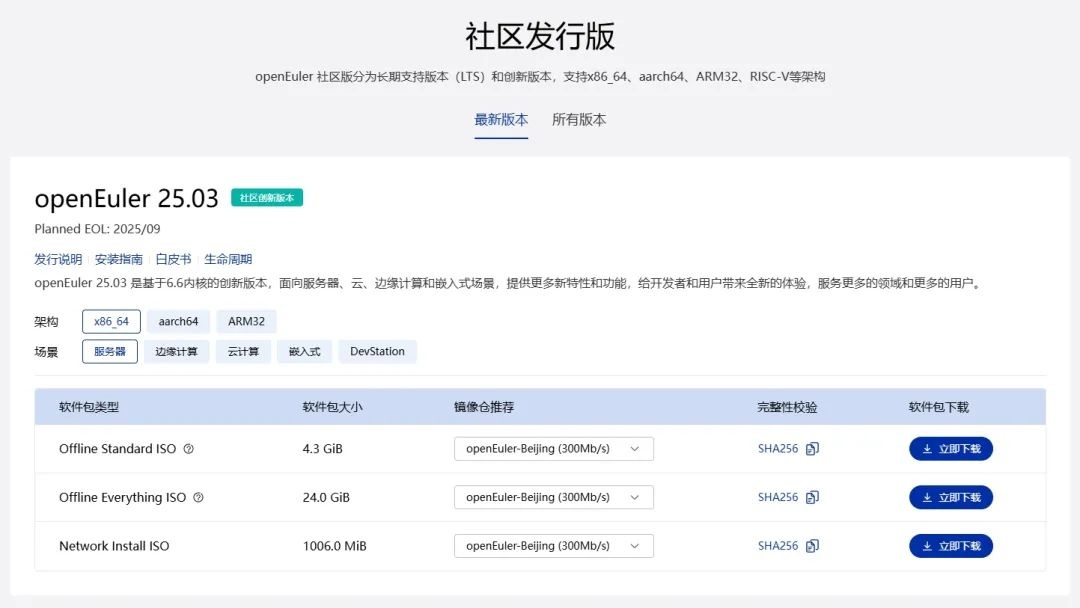 社区发行版
openEuler 社区版分为长期支持版本（LTS）和创新版本，支持x86_64、aarch64、ARM32、RISC-V等架构
最新版本 所有版本
openEuler 25.03 社区创新版本
Planned EOL: 2025/09
发行说明 安装指南 白皮书 生命周期
openEuler 25.03 是基于6.6内核的创新版本，面向服务器、云、边缘计算和嵌入式场景，提供更多新特性和功能，给开发者和用户带来全新的体验，服务更多的领域和更多的用户。
架构 x86_64 aarch64 ARM32
场景 服务器 边缘计算 云计算 嵌入式 DevStation
软件包类型 软件包大小 镜像仓推荐 完整性校验 软件包下载
Offline Standard ISO 4.3 GiB openEuler-Beijing (300Mb/s) SHA256 立即下载
Offline Everything ISO 24.0 GiB openEuler-Beijing (300Mb/s) SHA256 立即下载
Network Install ISO 1006.0 MiB openEuler-Beijing (300Mb/s) SHA256 立即下载